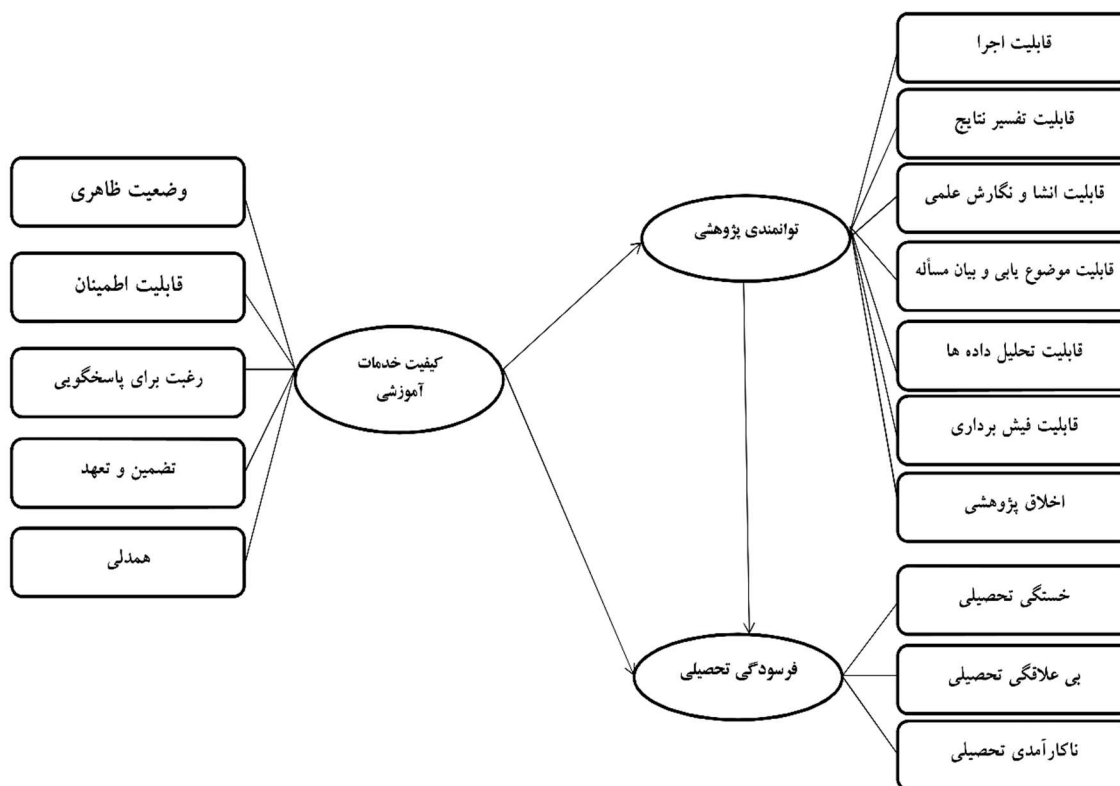 قابلیت اجرا
قابلیت تفسیر نتایج
قابلیت انشا و نگارش علمی
قابلیت موضوع یابی و بیان مسأله
قابلیت تحلیل داده ها
قابلیت فیش برداری
اخلاق پژوهشی
خستگی تحصیلی
بی علاقگی تحصیلی
ناکارآمدی تحصیلی
توانمندی پژوهشی
فرسودگی تحصیلی
کیفیت خدمات
آموزشی
وضعیت ظاهری
قابلیت اطمینان
رغبت برای پاسخگویی
تضمین و تعهد
همدلی